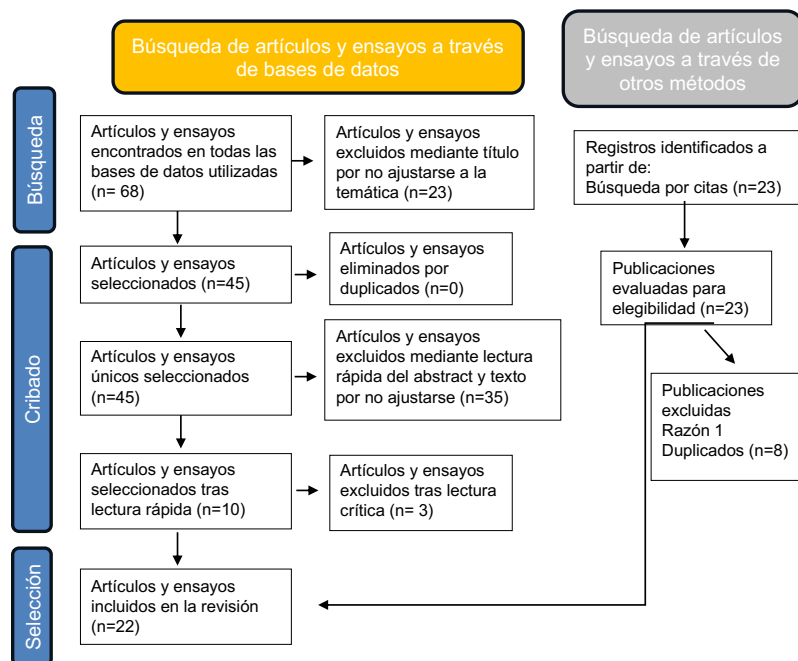 Búsqueda de artículos y ensayos a través
de bases de datos
Búsqueda de artículos
y ensayos a través de
otros métodos
Búsqueda
Artículos y ensayos
encontrados en todas las
bases de datos utilizadas
(n= 68)
Artículos y ensayos
excluidos mediante título
por no ajustarse a la
temática (n=23)
Registros identificados a
partir de:
Búsqueda por citas (n=23)
Cribado
Artículos y ensayos
seleccionados (n=45)
Artículos y ensayos
eliminados por
duplicados (n=0)
Publicaciones
evaluadas para
elegibilidad (n=23)
Artículos y ensayos
únicos seleccionados
(n=45)
Artículos y ensayos
excluidos mediante lectura
rápida del abstract y texto
por no ajustarse (n=35)
Publicaciones
excluidas
Razón 1
Duplicados (n=8)
Artículos y ensayos
seleccionados tras
lectura rápida (n=10)
Artículos y ensayos
excluidos tras lectura
crítica (n= 3)
Selección
Artículos y ensayos
incluidos en la revisión
(n=22)